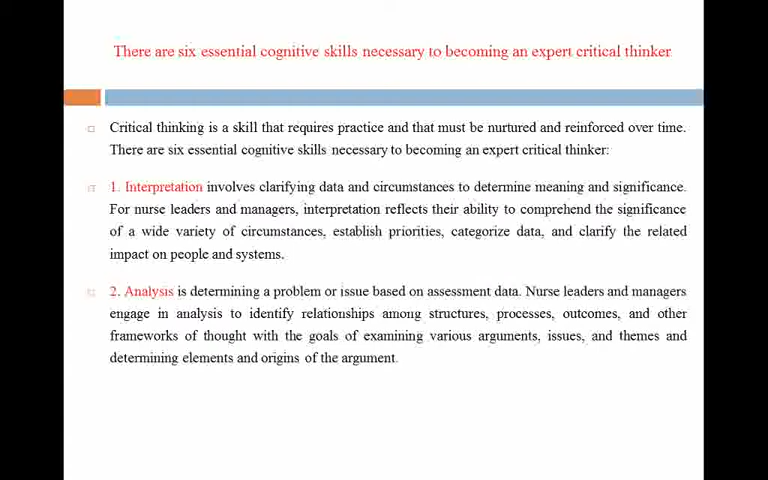 There are six essential cognitive skills necessary to becoming an expert critical thinker
Critical thinking is a skill that requires practice and that must be nurtured and reinforced over time.
There are six essential cognitive skills necessary to becoming an expert critical thinker:
1. Interpretation involves clarifying data and circumstances to determine meaning and significance.
For nurse leaders and managers, interpretation reflects their ability to comprehend the significance
of a wide variety of circumstances, establish priorities, categorize data, and clarify the related
impact on people and systems.
2. Analysis is determining a problem or issue based on assessment data. Nurse leaders and managers
engage in analysis to identify relationships among structures, processes, outcomes, and other
frameworks of thought with the goals of examining various arguments, issues, and themes and
determining elements and origins of the argument.